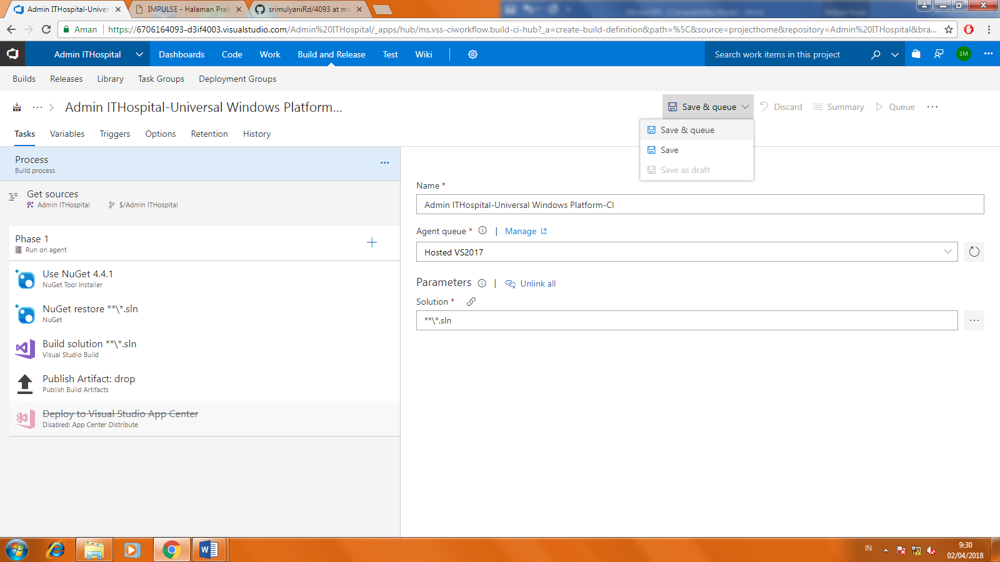 Admin ITHospital-Univer
IMPULSE - Halaman Prak
srimulyaniRd/4093 at mc
Aman
https://6706164093-d3if4003.visualstudio.com/Admin%20ITHospital/_apps/hub/ms.vss-ciworkflow.build-ci-hub?_a=create-build-definition&path=%5C&source=projecthome&repository=Admin%20ITHospital&bra...
Admin ITHospital
Dashboards
Code
Work
Build and Release
Test
Wiki
Search work items in this project
SM
Builds
Releases
Library
Task Groups
Deployment Groups
... > Admin ITHospital-Universal Windows Platform...
Save & queue
Discard
Summary
Queue
...
Save & queue
Save
Save as draft
Tasks
Variables
Triggers
Options
Retention
History
Process
Build process
...
Get sources
Admin ITHospital
$/Admin ITHospital
Phase 1
Run on agent
Use NuGet 4.4.1
NuGet Tool Installer
NuGet restore **\*.sln
NuGet
Build solution **\*.sln
Visual Studio Build
Publish Artifact: drop
Publish Build Artifacts
Deploy to Visual Studio App Center
Disabled: App Center Distribute
Name *
Admin ITHospital-Universal Windows Platform-CI
Agent queue * | Manage
Hosted VS2017
Parameters | Unlink all
Solution *
**\*.sln
...
IN
9:30
02/04/2018